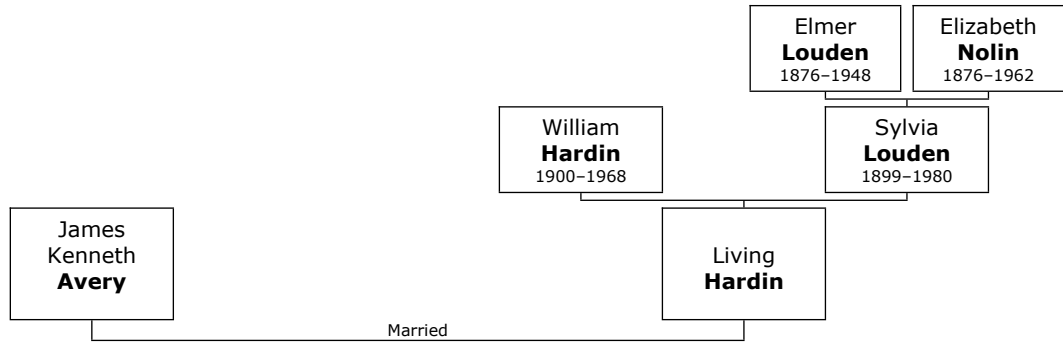 Elmer
Louden
1876–1948
Elizabeth
Nolin
1876–1962
William
Hardin
1900–1968
Sylvia
Louden
1899–1980
James
Kenneth
Avery
Living
Hardin
Married